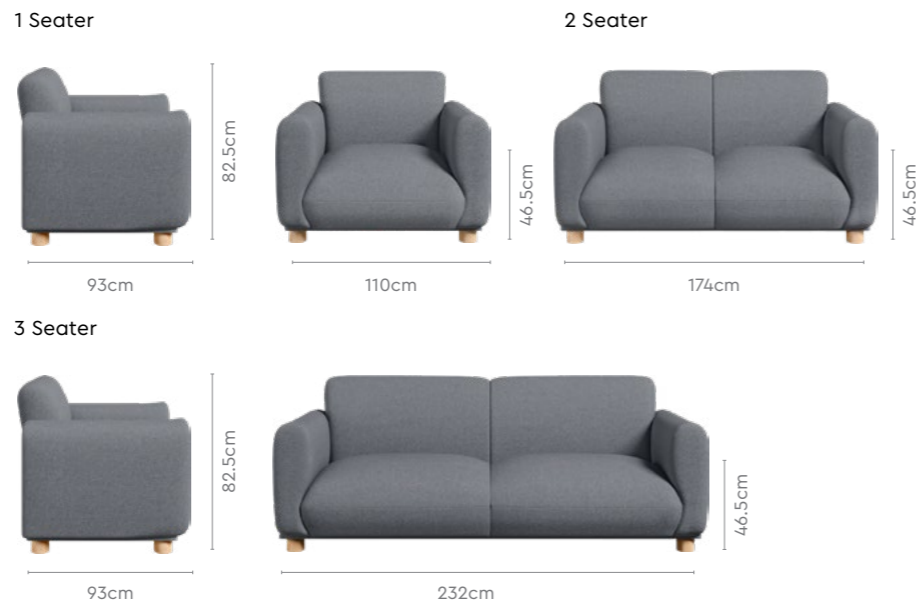 1 Seater
2 Seater
82.5cm
46.5cm
46.5cm
93cm
110cm
174cm
3 Seater
82.5cm
46.5cm
93cm
232cm